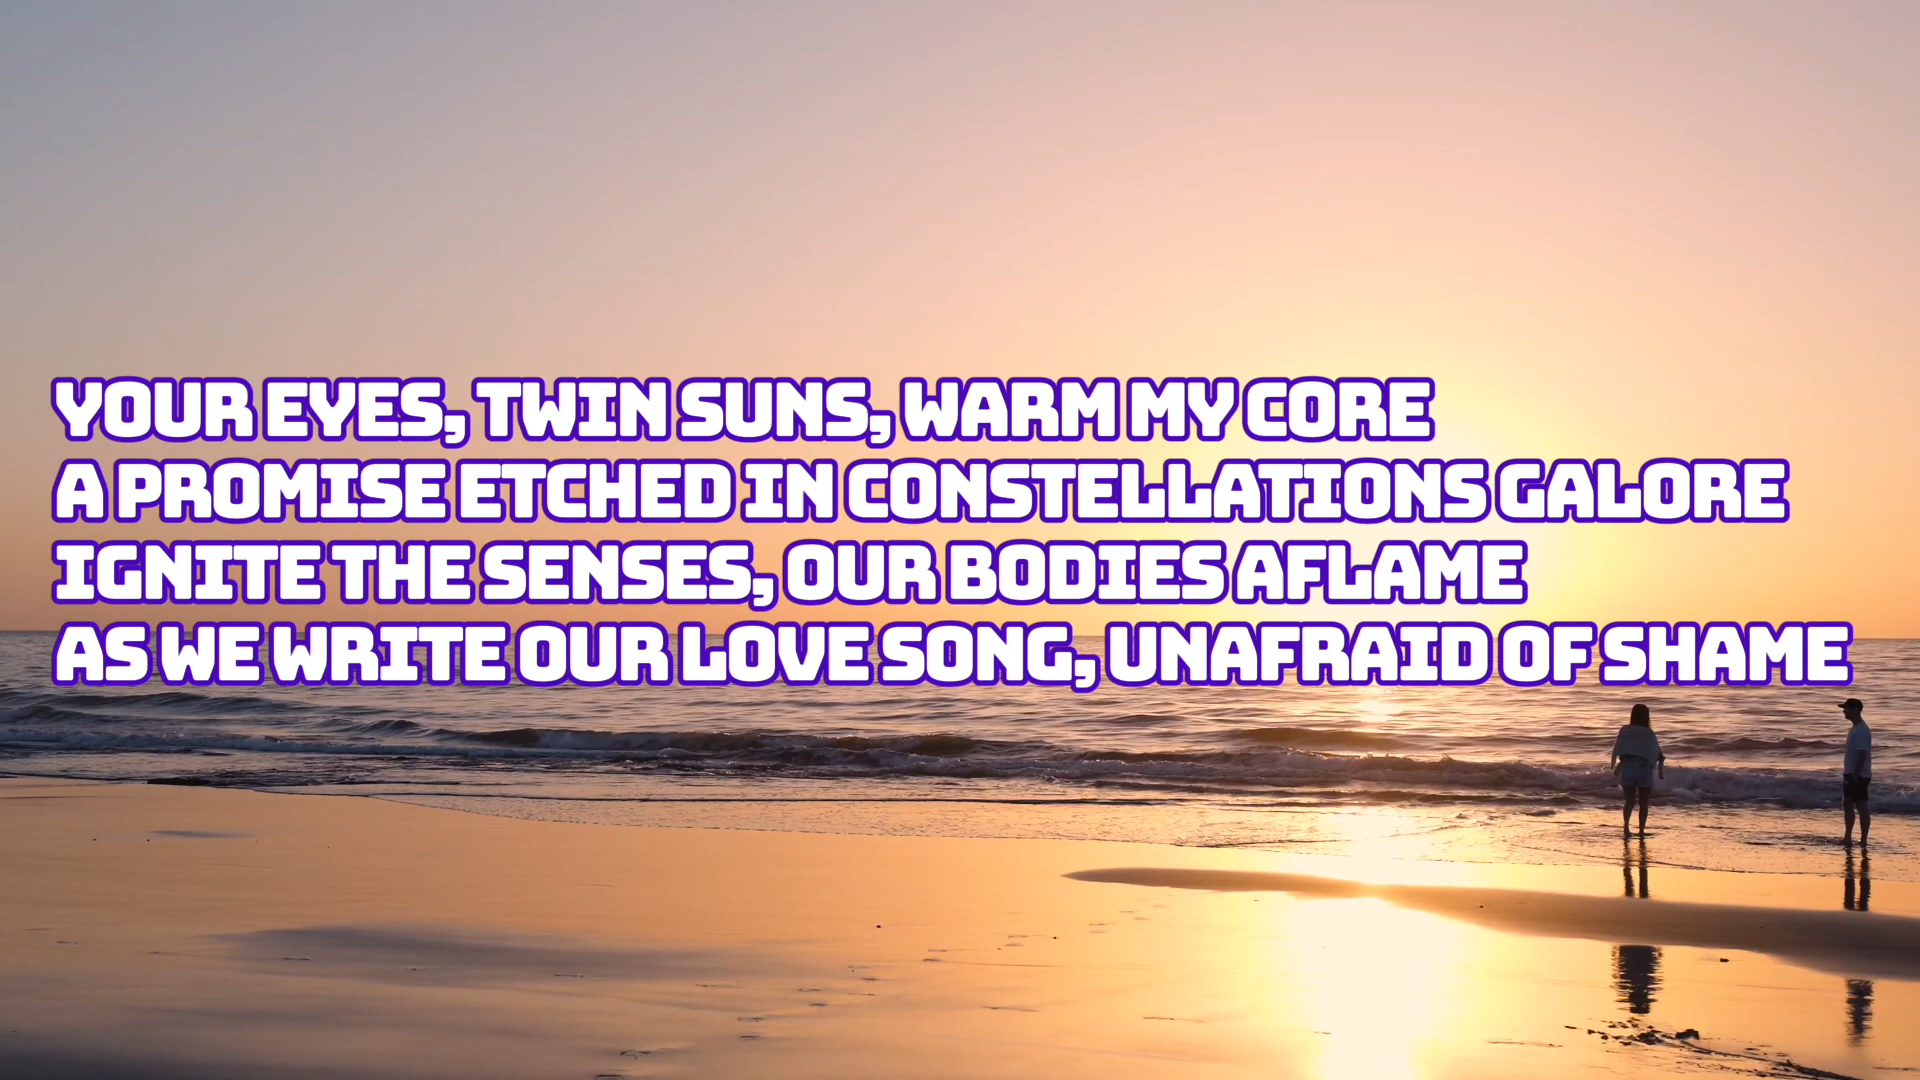 YOUR EYES, TWIN SUNS, WARM MY CORE
A PROMISE ETCHED IN CONSTELLATIONS GALORE
IGNITE THE SENSES, OUR BODIES AFLAME
AS WE WRITE OUR LOVE SONG, UNAFRAID OF SHAME